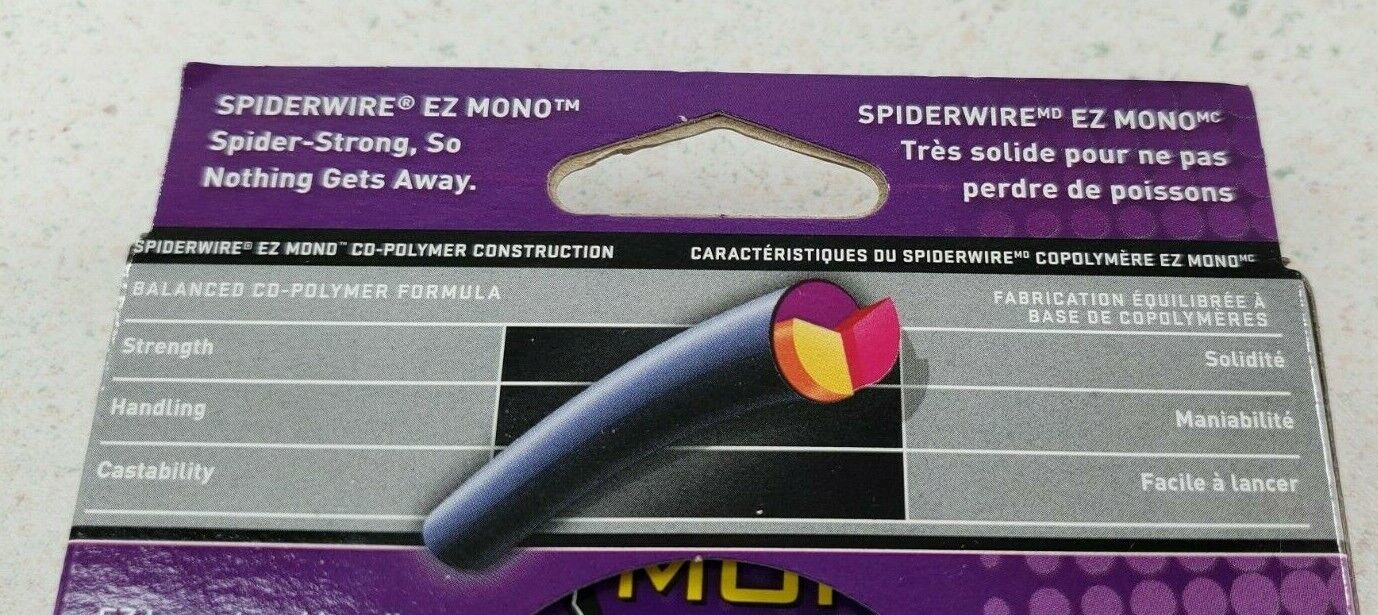 SPIDERWIRE® EZ MONO™
Spider-Strong, So
Nothing Gets Away.
SPIDERWIREMD EZ MONOMC
Très solide pour ne pas
perdre de poissons
SPIDERWIRE® EZ MONO™ CO-POLYMER CONSTRUCTION
CARACTÉRISTIQUES DU SPIDERWIREMD COPOLYMÈRE EZ MONOMC
BALANCED CO-POLYMER FORMULA
FABRICATION ÉQUILIBRÉE À
BASE DE COPOLYMÈRES
Strength
Solidité
Handling
Maniabilité
Castability
Facile à lancer